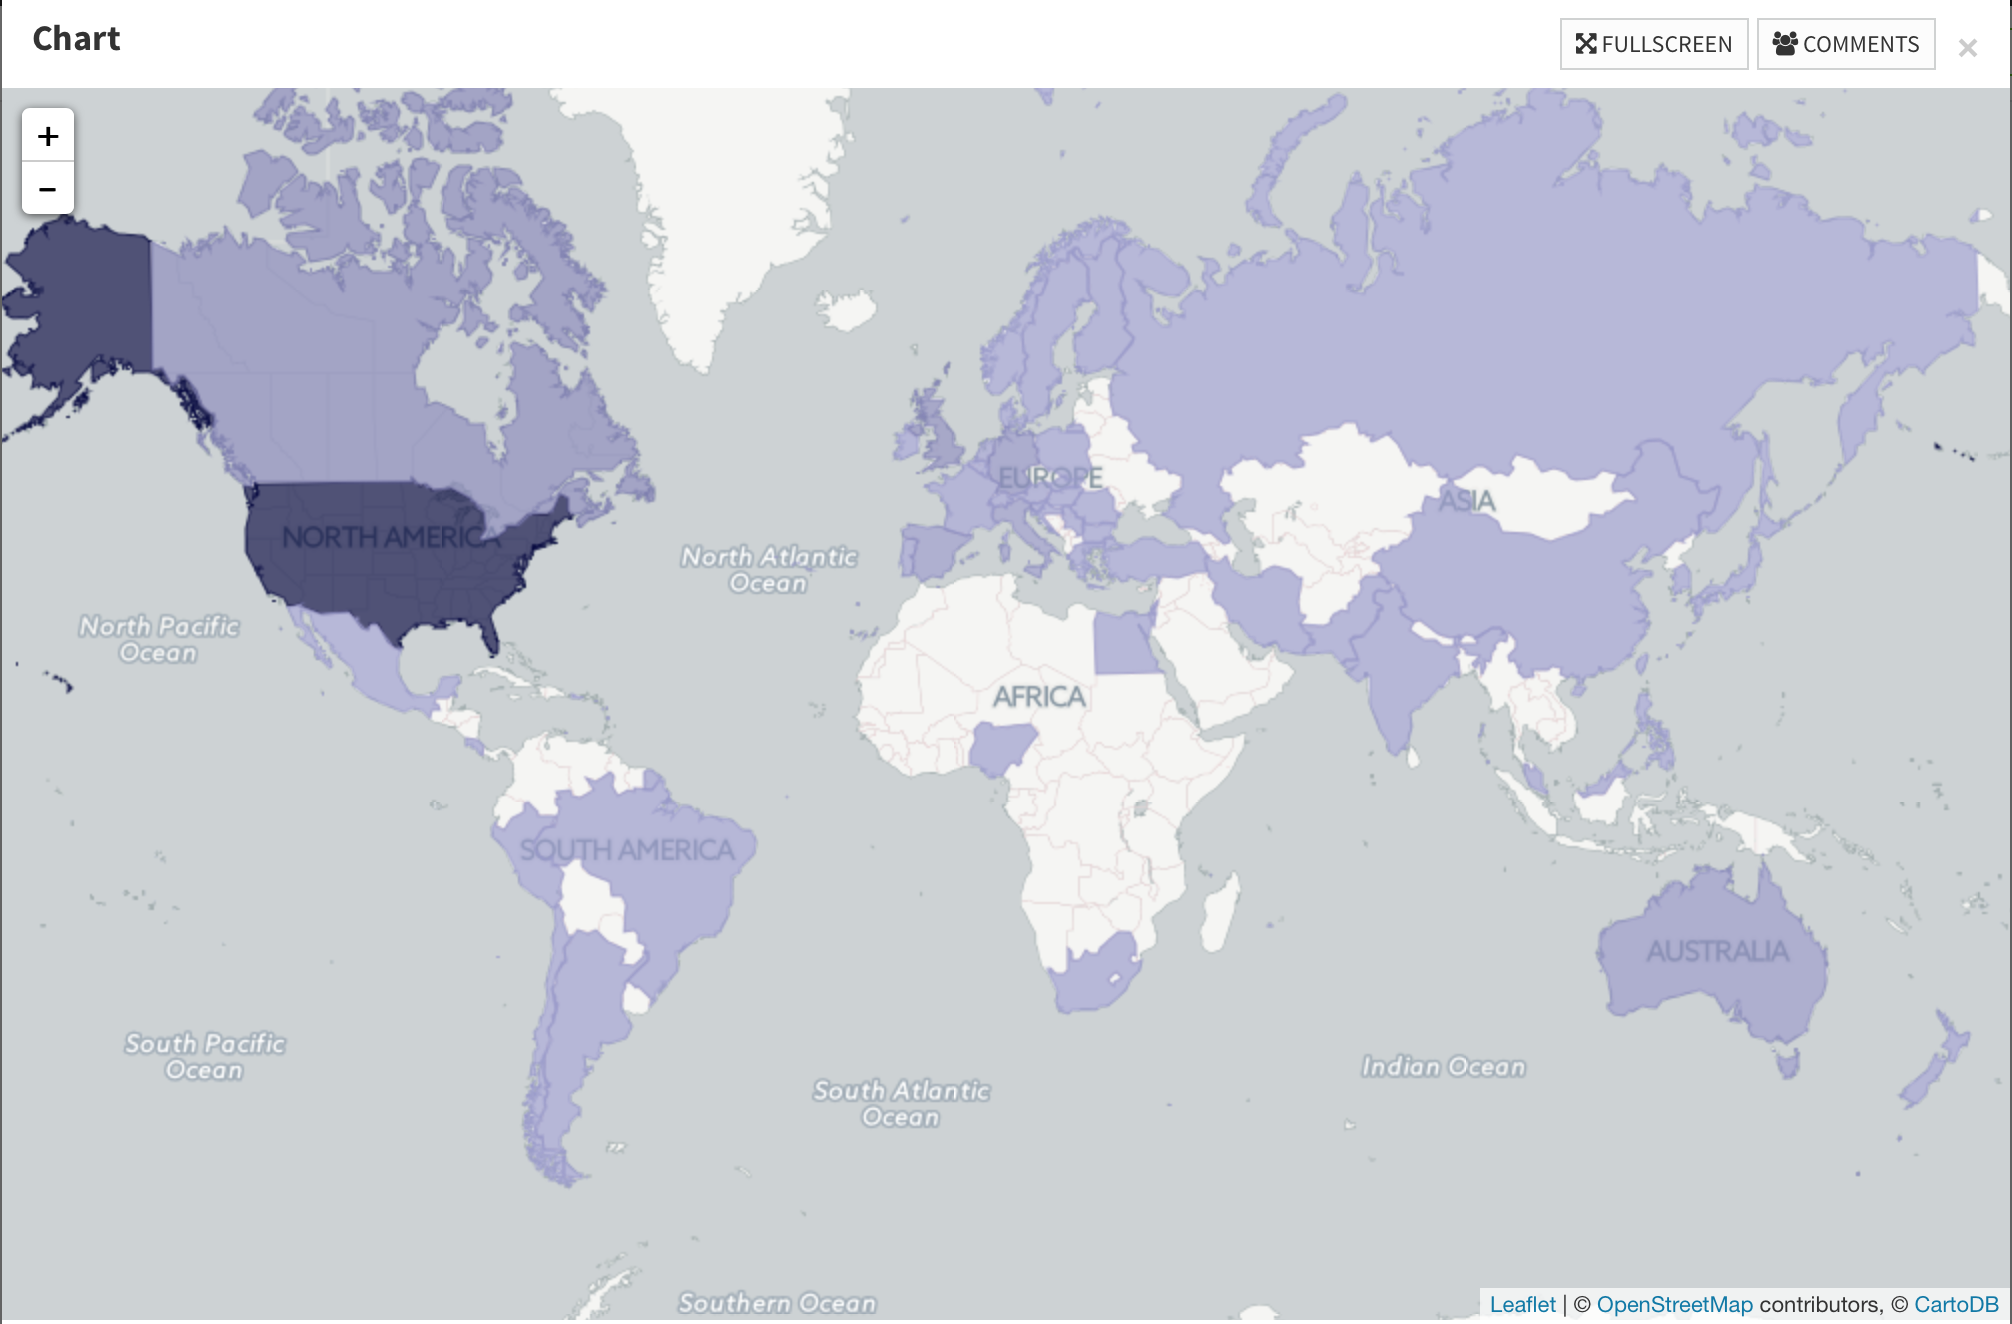 Chart
FULLSCREEN
COMMENTS
×
+
−
NORTH AMERICA
EUROPE
ASIA
North Atlantic
Ocean
North Pacific
Ocean
AFRICA
SOUTH AMERICA
AUSTRALIA
South Pacific
Ocean
South Atlantic
Ocean
Indian Ocean
Southern Ocean
Leaflet | © OpenStreetMap contributors, © CartoDB